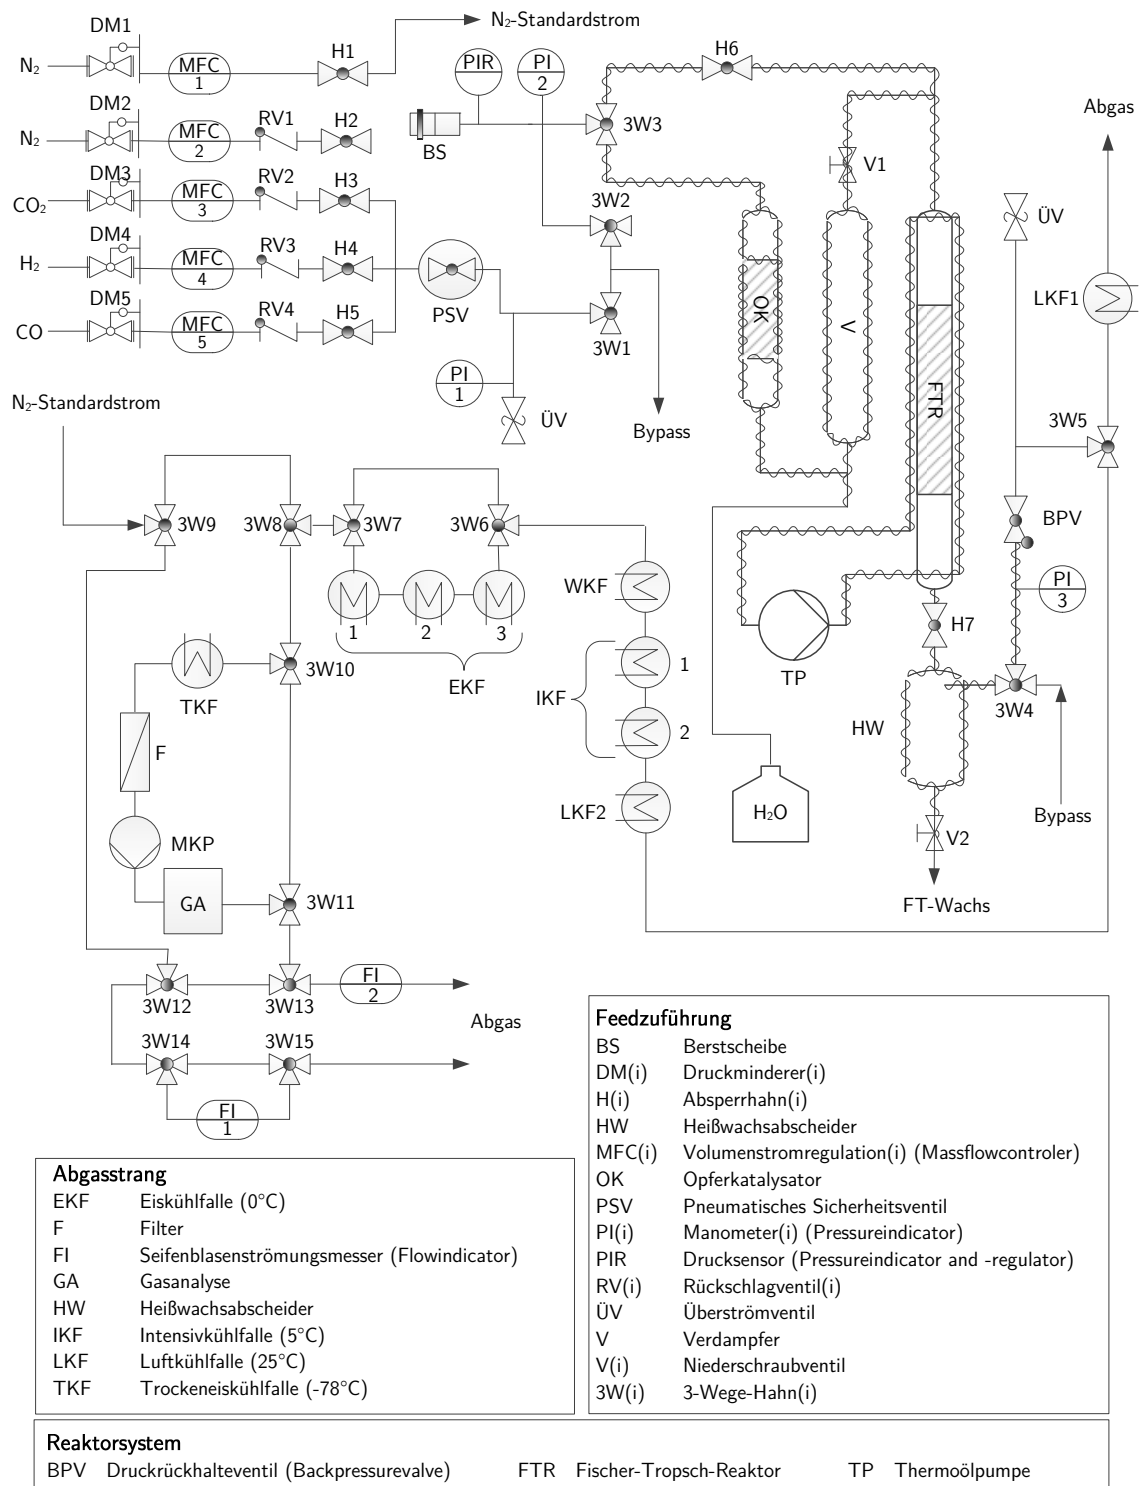 DM1
N₂
MFC
1
H1
N₂-Standardstrom
DM2
N₂
MFC
2
RV1
H2
DM3
CO₂
MFC
3
RV2
H3
DM4
H₂
MFC
4
RV3
H4
DM5
CO
MFC
5
RV4
H5
PSV
PIR
PI
2
BS
3W3
3W2
3W1
PI
1
ÜV
Bypass
H6
V1
OK
V
FTR
Abgas
ÜV
LKF1
3W5
BPV
PI
3
H7
TP
HW
3W4
Bypass
V2
FT-Wachs
H₂O
N₂-Standardstrom
3W9
3W8
3W7
3W6
1
2
3
EKF
WKF
IKF
1
2
LKF2
TKF
3W10
F
MKP
GA
3W11
3W12
3W13
FI
2
Abgas
3W14
3W15
FI
1
Feedzuführung
BS Berstscheibe
DM(i) Druckminderer(i)
H(i) Absperrhahn(i)
HW Heißwachsabscheider
MFC(i) Volumenstromregulation(i) (Massflowcontroler)
OK Opferkatalysator
PSV Pneumatisches Sicherheitsventil
PI(i) Manometer(i) (Pressureindicator)
PIR Drucksensor (Pressureindicator and -regulator)
RV(i) Rückschlagventil(i)
ÜV Überströmventil
V Verdampfer
V(i) Niederschraubventil
3W(i) 3-Wege-Hahn(i)
Abgasstrang
EKF Eiskühlfalle (0°C)
F Filter
FI Seifenblasenströmungsmesser (Flowindicator)
GA Gasanalyse
HW Heißwachsabscheider
IKF Intensivkühlfalle (5°C)
LKF Luftkühlfalle (25°C)
TKF Trockeneiskühlfalle (-78°C)
Reaktorsystem
BPV Druckrückhalteventil (Backpressurevalve) FTR Fischer-Tropsch-Reaktor TP Thermoölpumpe